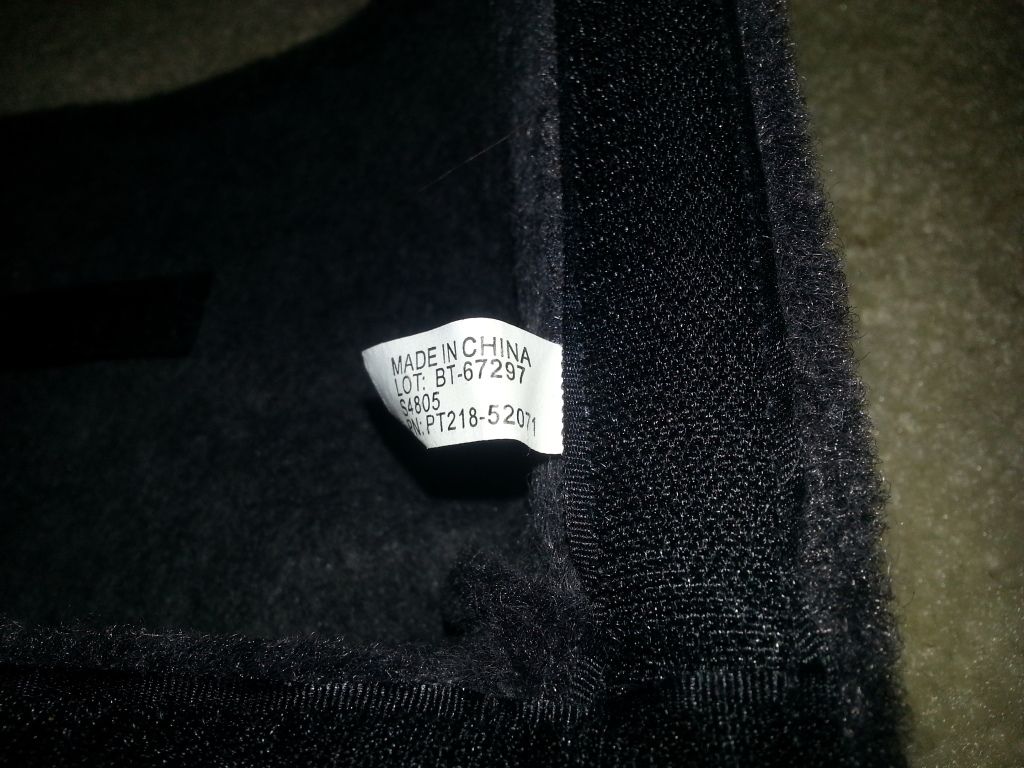 MADE IN CHINA
LOT: BT-67297
S4805
PN: PT218-52071